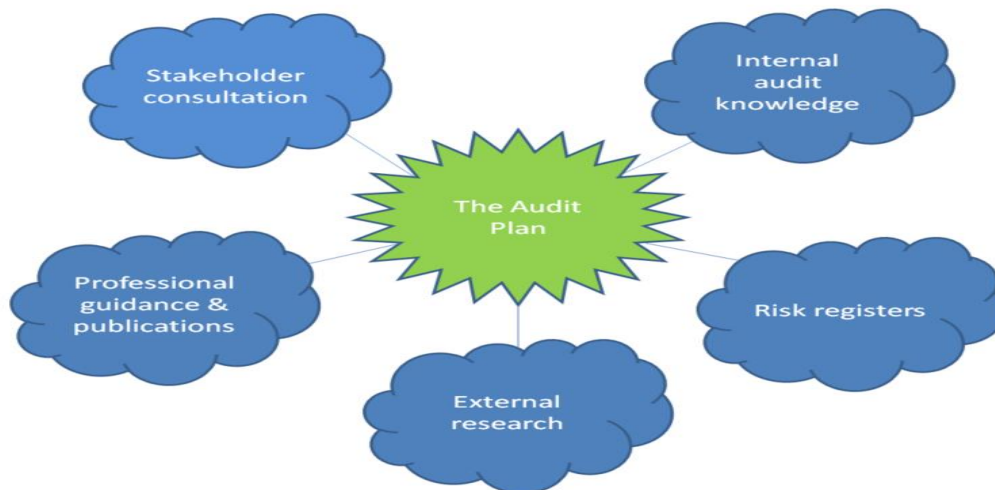 Stakeholder
consultation
Internal
audit
knowledge
The Audit
Plan
Professional
guidance &
publications
Risk registers
External
research